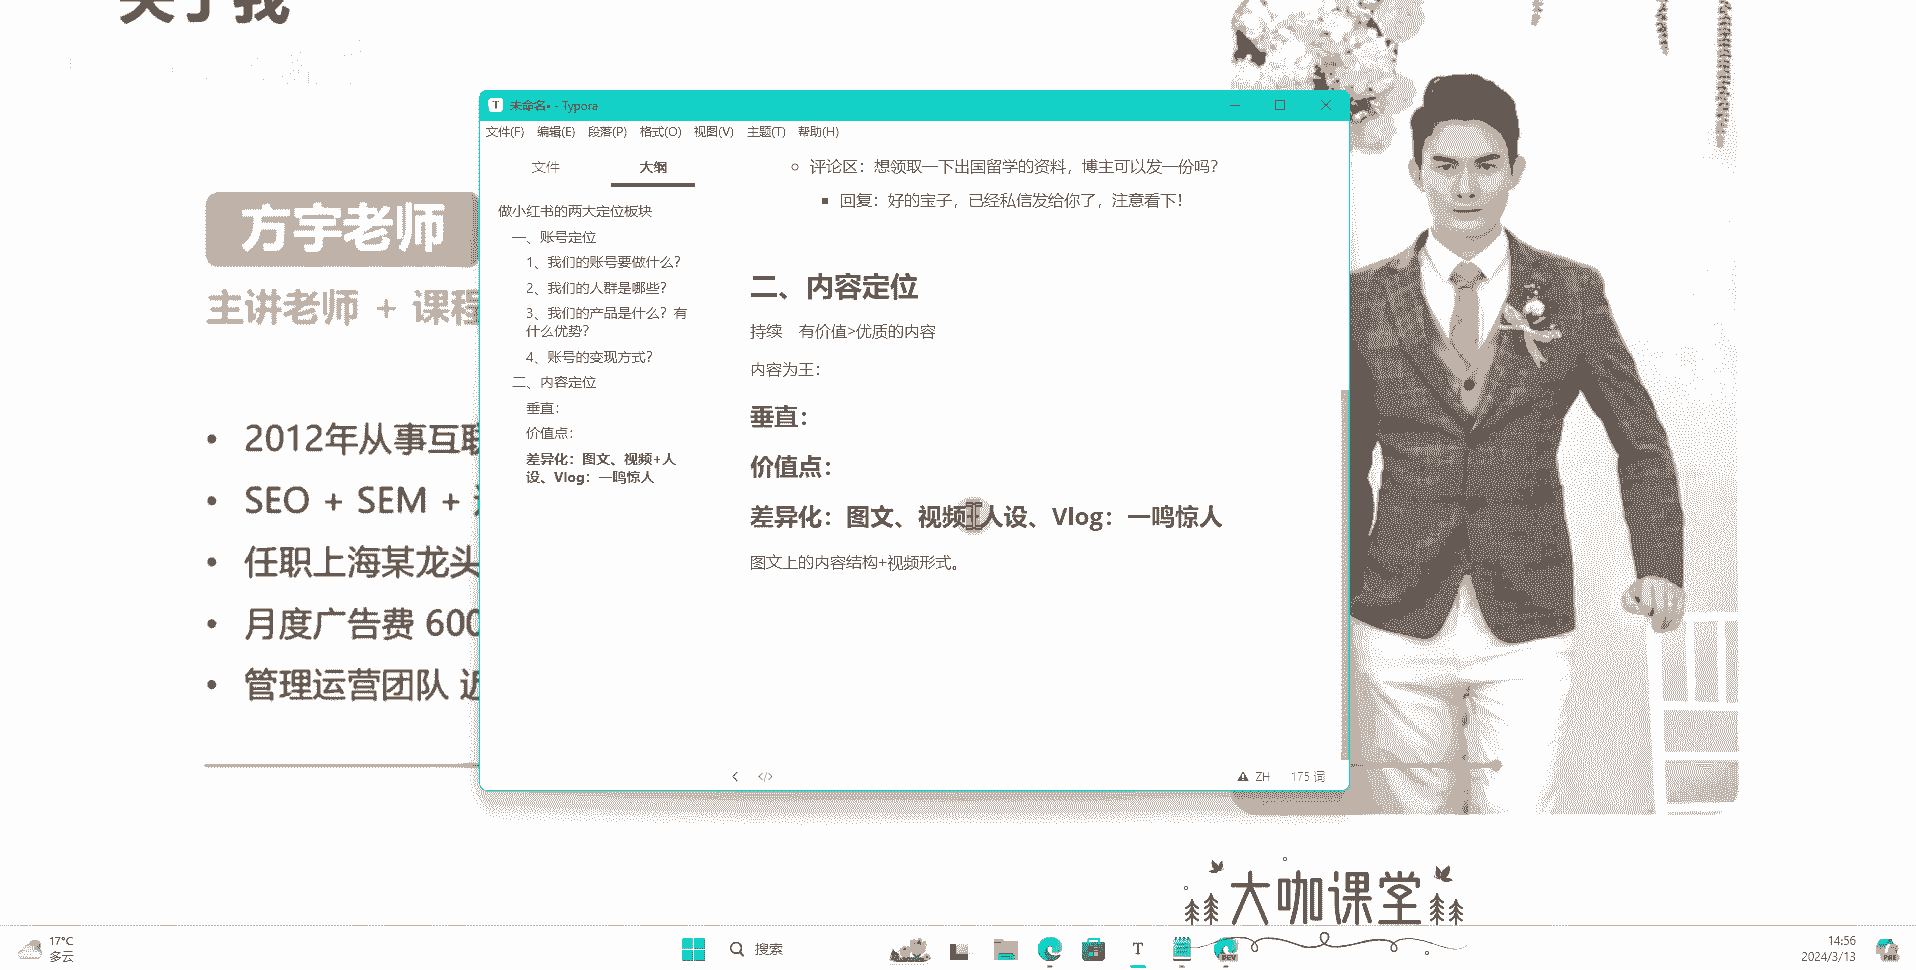 关于我
方宇老师
主讲老师 + 课程
• 2012年从事互联
• SEO + SEM +
• 任职上海某龙头
• 月度广告费 600
• 管理运营团队 近
T 未命名• - Typora
文件(F) 编辑(E) 段落(P) 格式(O) 视图(V) 主题(T) 帮助(H)
文件 大纲
做小红书的两大定位板块
一、账号定位
1、我们的账号要做什么？
2、我们的人群是哪些？
3、我们的产品是什么？有
什么优势？
4、账号的变现方式？
二、内容定位
垂直：
价值点：
差异化：图文、视频+人
设、Vlog：一鸣惊人
评论区：想领取一下出国留学的资料，博主可以发一份吗？
回复：好的宝子，已经私信发给你了，注意看下！
二、内容定位
持续 有价值>优质的内容
内容为王：
垂直：
价值点：
差异化：图文、视频+人设、Vlog：一鸣惊人
图文上的内容结构+视频形式。
</> ZH 175 词
大咖课堂
17°C
多云
搜索
T
DEV
14:56
2024/3/13
PRE